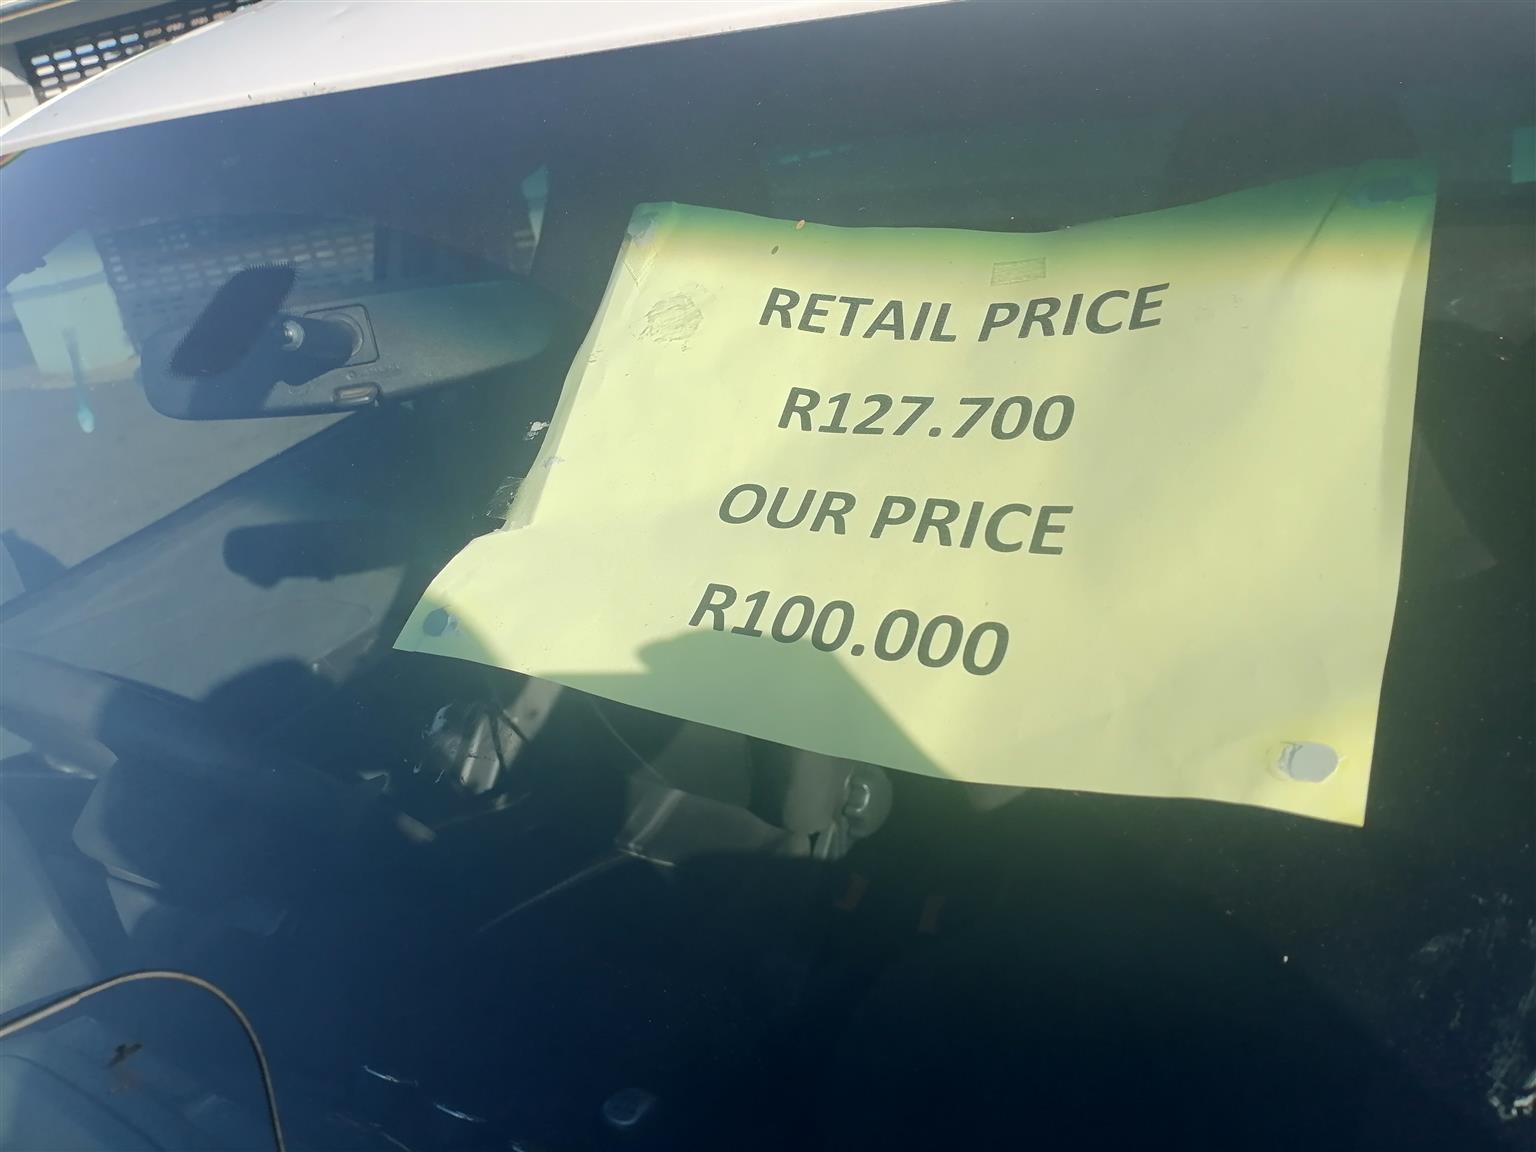 RETAIL PRICE
R127.700
OUR PRICE
R100.000